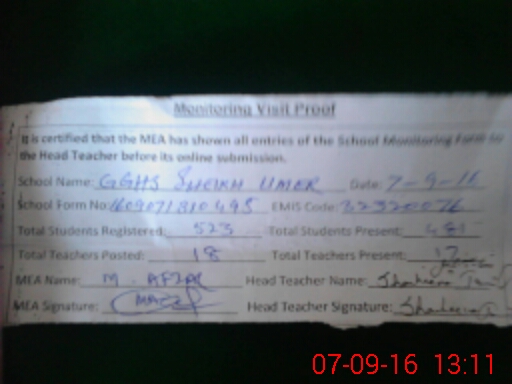 Monitoring Visit Proof
It is certified that the MEA has shown all entries of the School Monitoring Form to
the Head Teacher before its online submission.
School Name: GGHS SHEIKH UMER Date: 7-9-16
School Form No: 1609071310495 EMIS Code: 32320076
Total Students Registered: 523 Total Students Present: 481
Total Teachers Posted: 18 Total Teachers Present: 17
MEA Name: M. AFZAL Head Teacher Name:
MEA Signature: Head Teacher Signature:
07-09-16 13:11